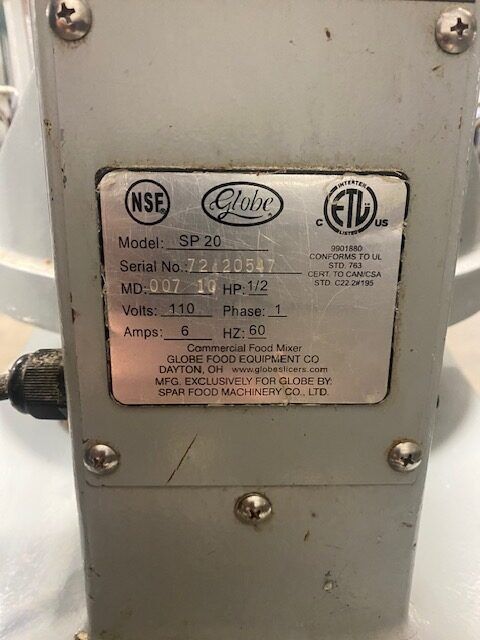 NSF® Globe® INTERTEK
C ETL US
LISTED
Model: SP 20
9901880
CONFORMS TO UL
STD. 763
CERT. TO CAN/CSA
STD. C22.2#195
Serial No.: 72420547
MD: 007 10 HP: 1/2
Volts: 110 Phase: 1
Amps: 6 HZ: 60
Commercial Food Mixer
GLOBE FOOD EQUIPMENT CO
DAYTON, OH www.globeslicers.com
MFG. EXCLUSIVELY FOR GLOBE BY:
SPAR FOOD MACHINERY CO., LTD.